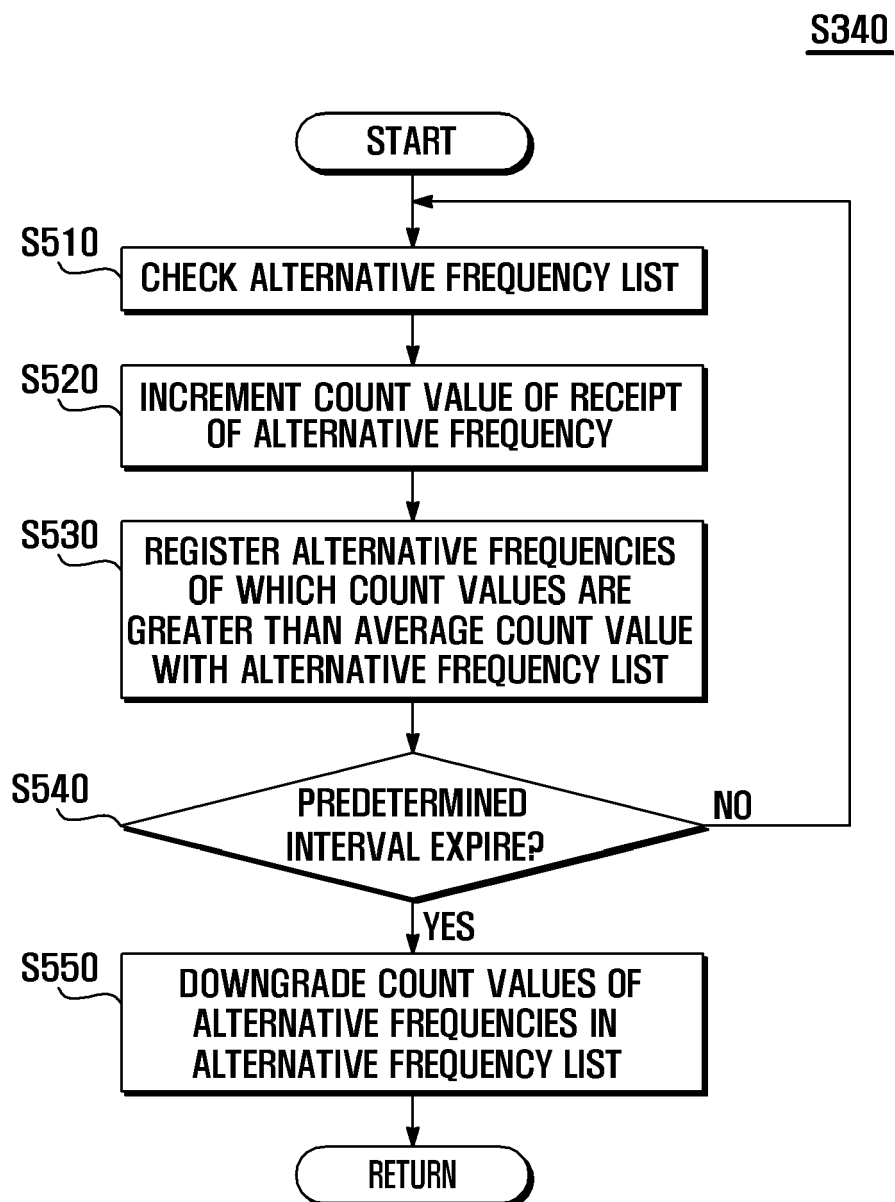 S340
START
S510
CHECK ALTERNATIVE FREQUENCY LIST
S520
INCREMENT COUNT VALUE OF RECEIPT
OF ALTERNATIVE FREQUENCY
S530
REGISTER ALTERNATIVE FREQUENCIES
OF WHICH COUNT VALUES ARE
GREATER THAN AVERAGE COUNT VALUE
WITH ALTERNATIVE FREQUENCY LIST
S540
PREDETERMINED
INTERVAL EXPIRE?
NO
YES
S550
DOWNGRADE COUNT VALUES OF
ALTERNATIVE FREQUENCIES IN
ALTERNATIVE FREQUENCY LIST
RETURN